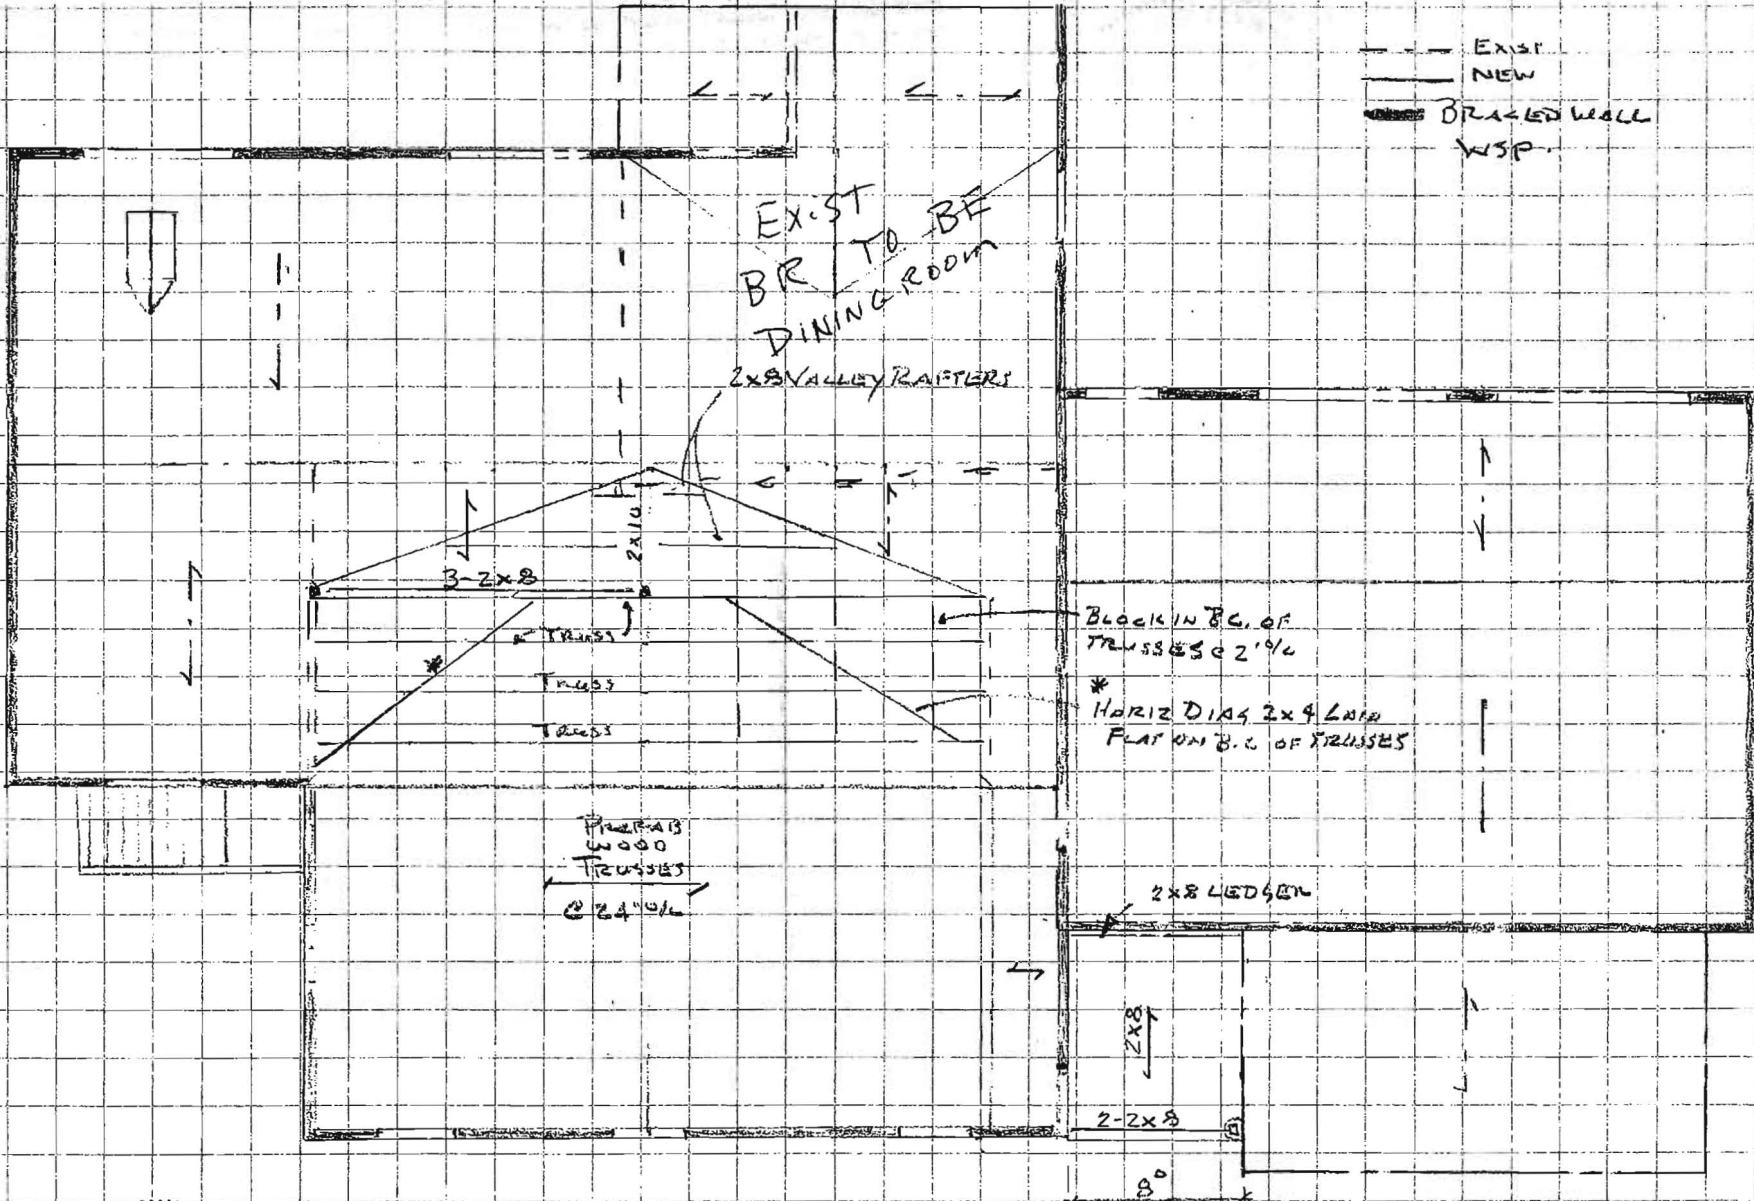 EXIST
NEW
BRACED WALL
WSP.
EXIST
BR TO BE
DINING ROOM
2x8 VALLEY RAFTERS
2x10
3-2x8
TRUSS
TRUSS
TRUSS
BLOCK IN B.C. OF
TRUSSES @ 2' o/c
*
*
HORIZ DIAG 2x4 LAID
FLAT ON B.C OF TRUSSES
PREFAB
WOOD
TRUSSES
@ 24" o/c
2x8 LEDGER
2x8
2-2x8
8°